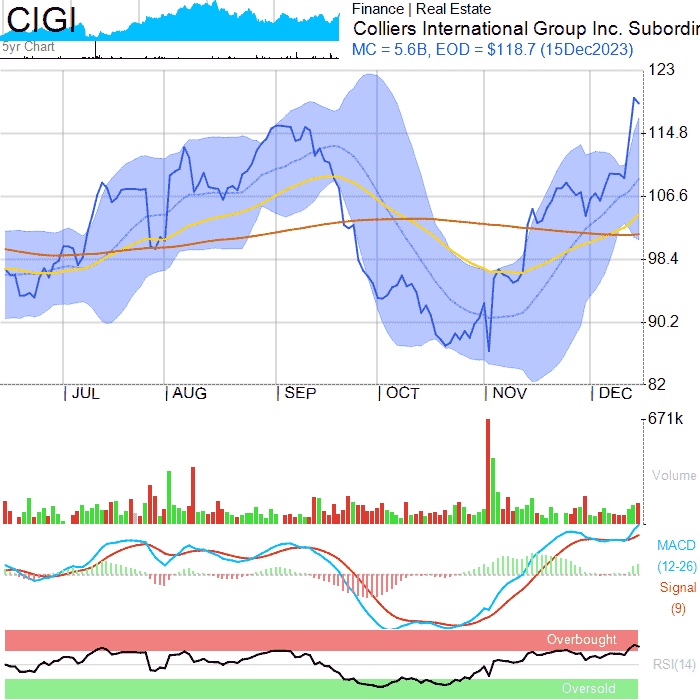 CIGI
5yr Chart
Finance | Real Estate
Colliers International Group Inc. Subordin
MC = 5.6B, EOD = $118.7 (15Dec2023)
123
114.8
106.6
98.4
90.2
82
JUL AUG SEP OCT NOV DEC
671k
Volume
MACD
(12-26)
Signal
(9)
Overbought
RSI(14)
Oversold